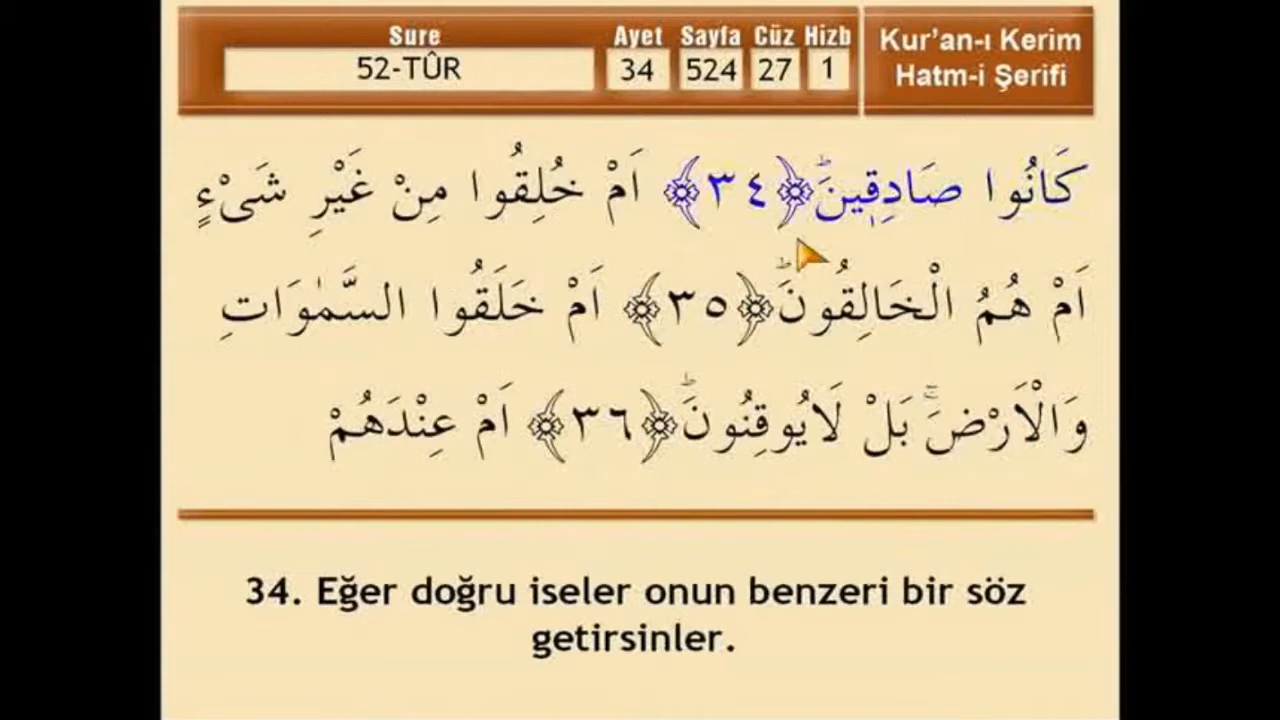 Sure Ayet Sayfa Cüz Hizb
52-TÛR 34 524 27 1
Kur'an-ı Kerim
Hatm-i Şerifi
كَانُوا صَادِقٖينَۜ ﴿٣٤﴾ اَمْ خُلِقُوا مِنْ غَيْرِ شَیْءٍ
اَمْ هُمُ الْخَالِقُونَۜ ﴿٣٥﴾ اَمْ خَلَقُوا السَّمٰوَاتِ
وَالْاَرْضَۚ بَلْ لَايُوقِنُونَۜ ﴿٣٦﴾ اَمْ عِنْدَهُمْ
34. Eğer doğru iseler onun benzeri bir söz
getirsinler.